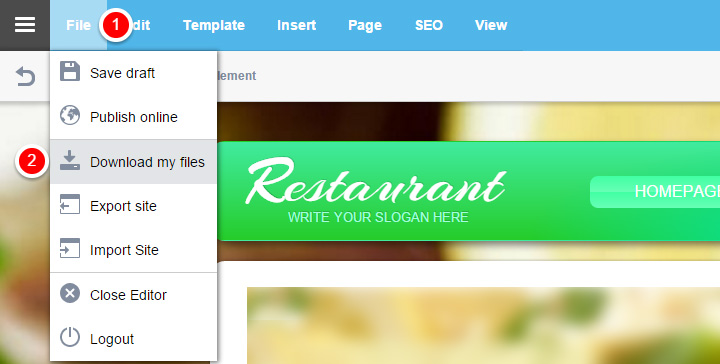 File 1 dit Template Insert Page SEO View
lement
Save draft
Publish online
2 Download my files
Export site
Import Site
Close Editor
Logout
Restaurant
WRITE YOUR SLOGAN HERE
HOMEPAG